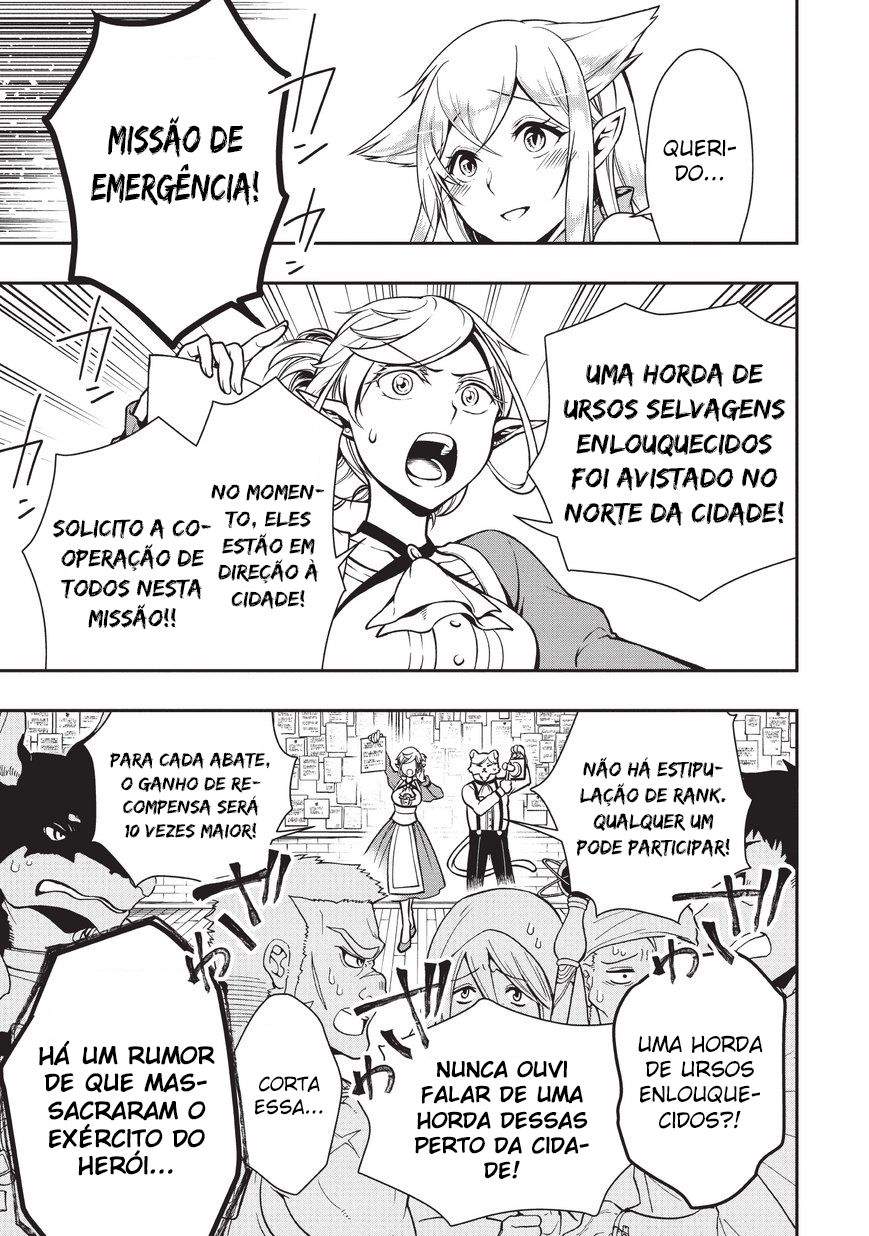 QUERI-
DO...
MISSÃO DE
EMERGÊNCIA!
UMA HORDA DE
URSOS SELVAGENS
ENLOUQUECIDOS
FOI AVISTADO NO
NORTE DA CIDADE!
NO MOMEN-
TO, ELES
ESTÃO EM
DIREÇÃO À
CIDADE!
SOLICITO A CO-
OPERAÇÃO DE
TODOS NESTA
MISSÃO!!
NÃO HÁ ESTIPU-
LAÇÃO DE RANK.
QUALQUER UM
PODE PARTICIPAR!
PARA CADA ABATE,
O GANHO DE RE-
COMPENSA SERÁ
10 VEZES MAIOR!
UMA HORDA
DE URSOS
ENLOUQUE-
CIDOS?!
NUNCA OUVI
FALAR DE UMA
HORDA DESSAS
PERTO DA CIDA-
DE!
CORTA
ESSA...
HÁ UM RUMOR
DE QUE MAS-
SACRARAM O
EXÉRCITO DO
HERÓI...